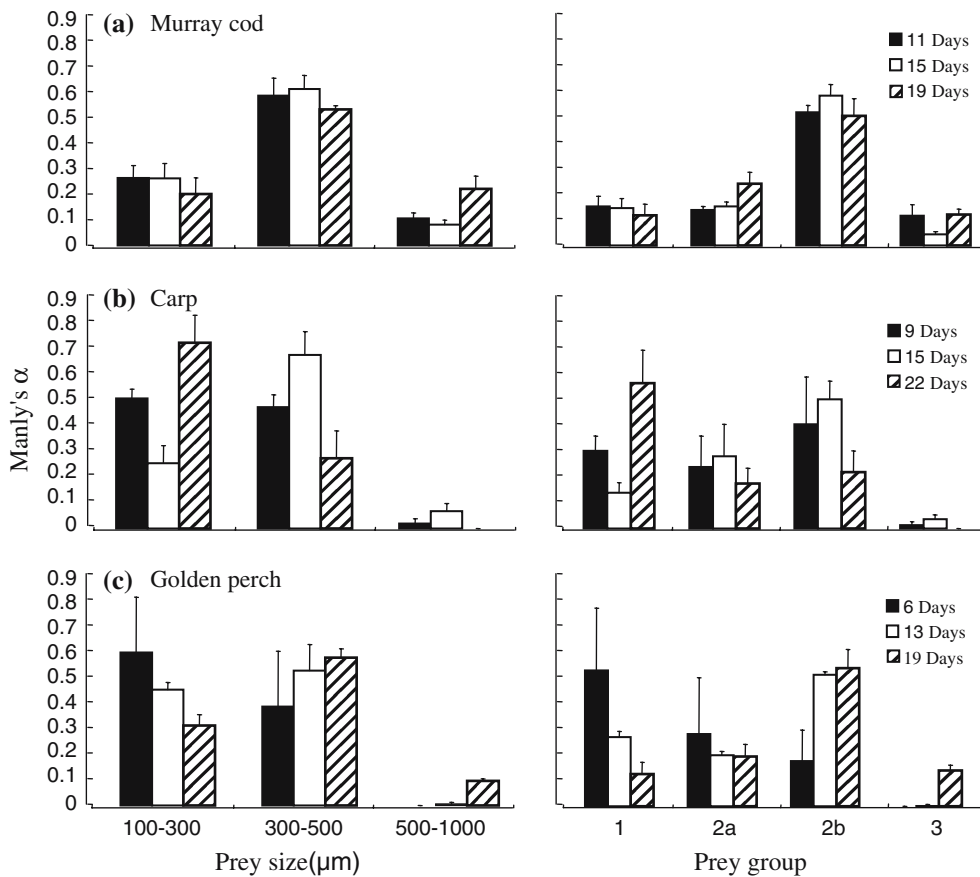 (a) Murray cod
0.9
0.8
0.7
0.6
0.5
0.4
0.3
0.2
0.1
0
11 Days
15 Days
19 Days
(b) Carp
0.9
0.8
0.7
0.6
0.5
0.4
0.3
0.2
0.1
0
9 Days
15 Days
22 Days
Manly's α
(c) Golden perch
0.9
0.8
0.7
0.6
0.5
0.4
0.3
0.2
0.1
0
6 Days
13 Days
19 Days
100-300 300-500 500-1000
1 2a 2b 3
Prey size(μm)
Prey group